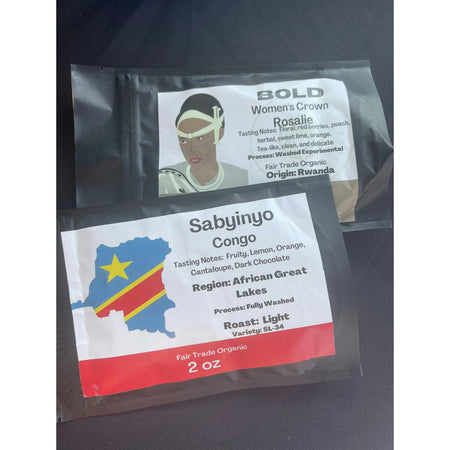 BOLD
Women's Crown
Rosalie
Tasting Notes: Floral, red berries, peach,
herbal, sweet lime, orange.
Tea-like, clean, and delicate
Process: Washed Experimental
Fair Trade Organic
Origin: Rwanda
Sabyinyo
Congo
Tasting Notes: Fruity, Lemon, Orange,
Cantaloupe, Dark Chocolate
Region: African Great
Lakes
Process: Fully Washed
Roast: Light
Variety: SL-34
Fair Trade Organic
2 oz